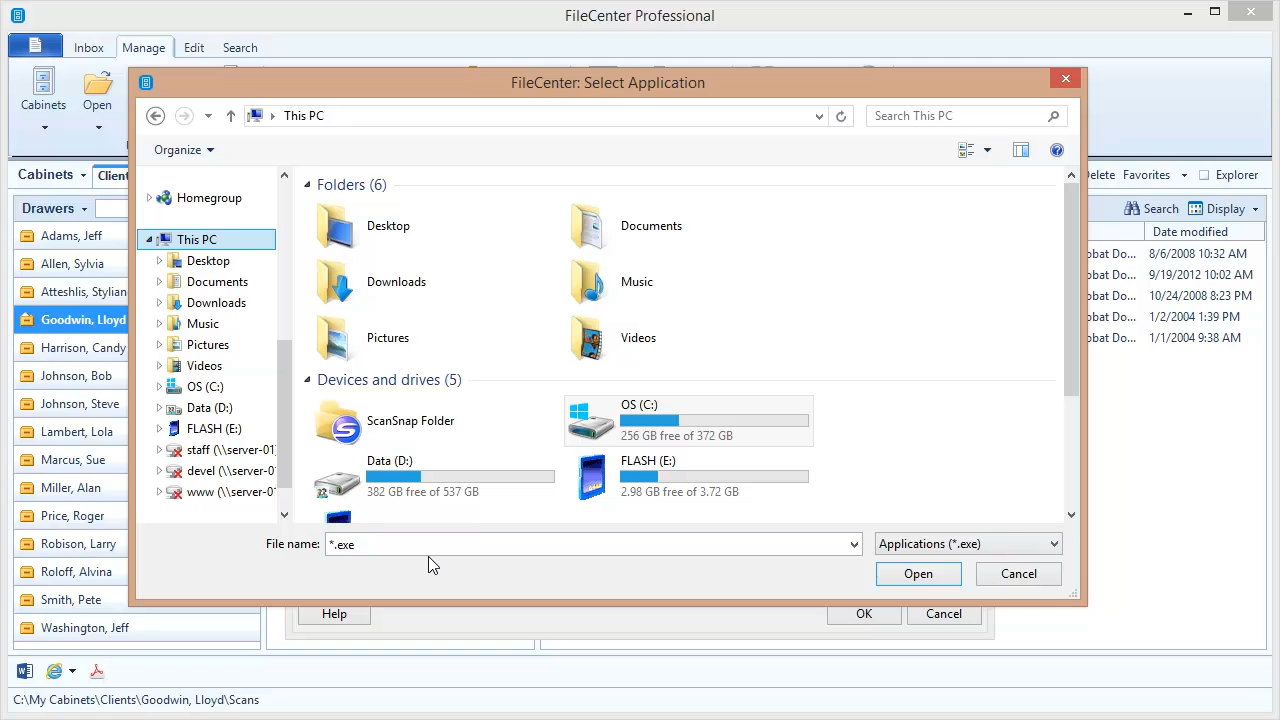 FileCenter Professional
Inbox Manage Edit Search
Cabinets Open
FileCenter: Select Application
This PC
Search This PC
Organize
Cabinets
Client
Delete Favorites Explorer
Drawers
Search Display
Date modified
Adams, Jeff
Allen, Sylvia
Atteshlis, Stylian
Goodwin, Lloyd
Harrison, Candy
Johnson, Bob
Johnson, Steve
Lambert, Lola
Marcus, Sue
Miller, Alan
Price, Roger
Robison, Larry
Roloff, Alvina
Smith, Pete
Washington, Jeff
Homegroup
This PC
Desktop
Documents
Downloads
Music
Pictures
Videos
OS (C:)
Data (D:)
FLASH (E:)
staff (\\server-01
devel (\\server-01
www (\\server-01
Folders (6)
Desktop
Documents
Downloads
Music
Pictures
Videos
Devices and drives (5)
ScanSnap Folder
OS (C:)
256 GB free of 372 GB
Data (D:)
382 GB free of 537 GB
FLASH (E:)
2.98 GB free of 3.72 GB
obat Do... 8/6/2008 10:32 AM
obat Do... 9/19/2012 10:02 AM
obat Do... 10/24/2008 8:23 PM
obat Do... 1/2/2004 1:39 PM
obat Do... 1/1/2004 9:38 AM
File name: *.exe
Applications (*.exe)
Open Cancel
Help OK Cancel
C:\My Cabinets\Clients\Goodwin, Lloyd\Scans